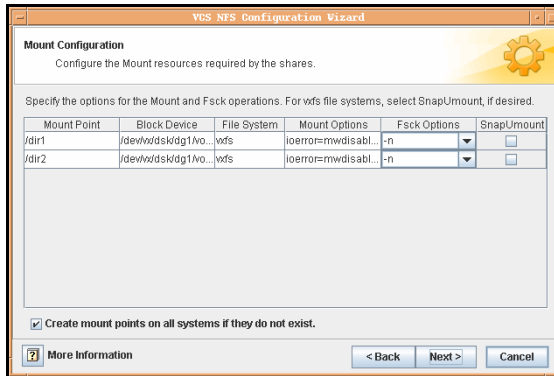 VCS NFS Configuration Wizard
Mount Configuration
Configure the Mount resources required by the shares.
Specify the options for the Mount and Fsck operations. For vxfs file systems, select SnapUmount, if desired.
Mount Point Block Device File System Mount Options Fsck Options SnapUmount
/dir1 /dev/vx/dsk/dg1/vo... vxfs ioerror=mwdisabl... -n
/dir2 /dev/vx/dsk/dg1/vo... vxfs ioerror=mwdisabl... -n
Create mount points on all systems if they do not exist.
? More Information < Back Next > Cancel